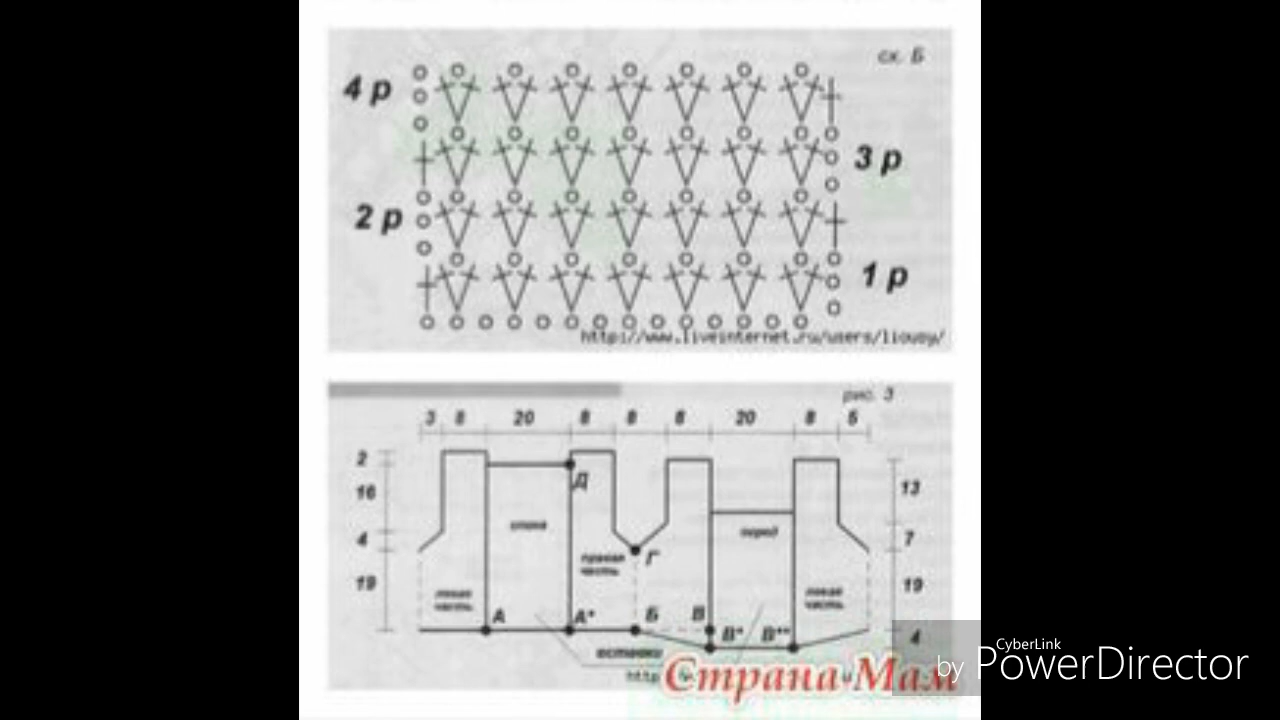 сх. Б
4 р
3 р
2 р
1 р
http://www.liveinternet.ru/users/
рис. 3
3 8 20 8 8 8 20 8 5
2
16
4
19
13
7
19
4
Д
спина
перед
Г
правая
часть
левая
часть
левая
часть
А
А*
Б
В
В*
В**
вставки
http
Страна Мам
CyberLink
by PowerDirector